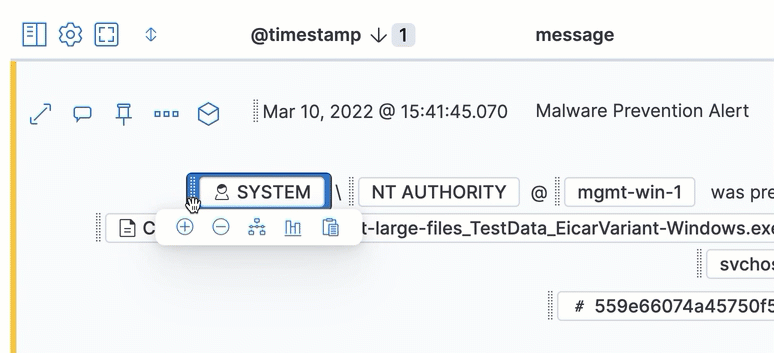 @timestamp 1 message
Mar 10, 2022 @ 15:41:45.070 Malware Prevention Alert
SYSTEM \ NT AUTHORITY @ mgmt-win-1 was pre
C t-large-files_TestData_EicarVariant-Windows.exe
svchos
# 559e66074a45750f5